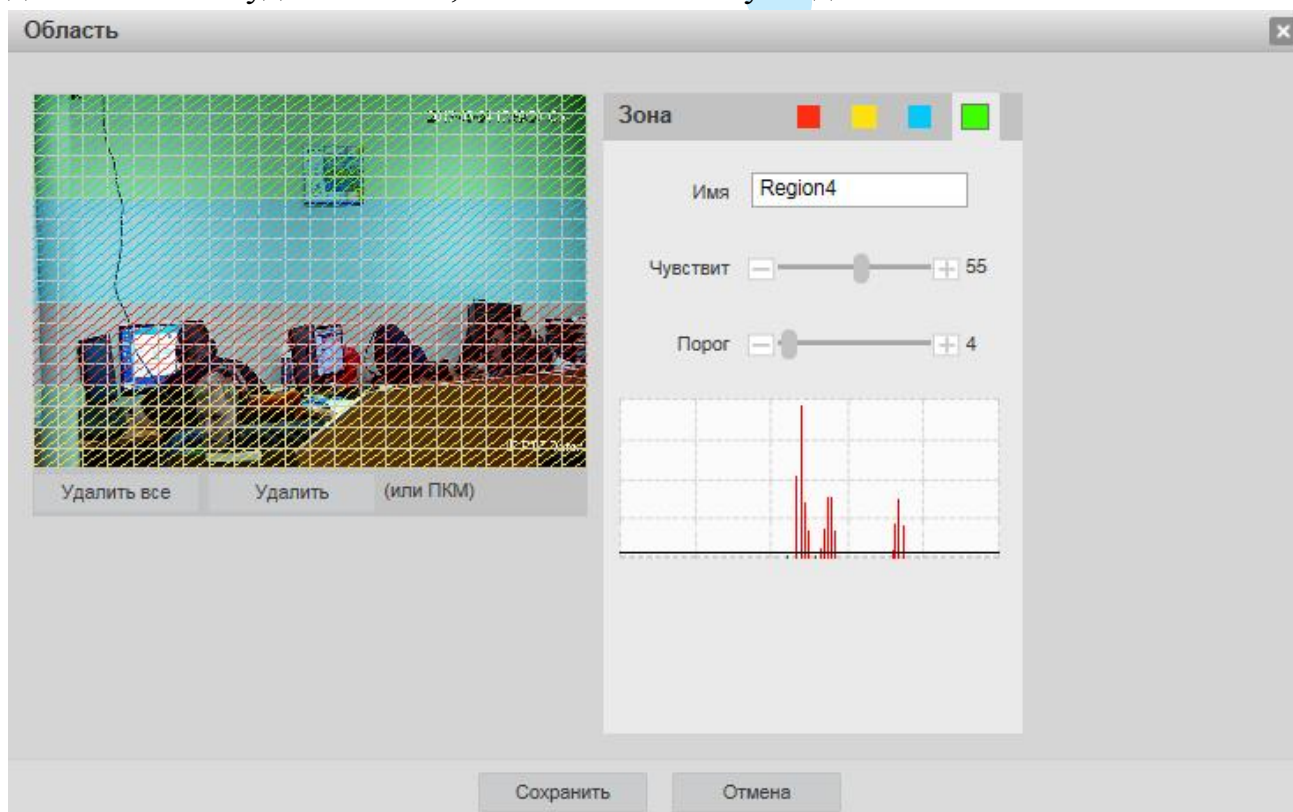 Область
Зона
Имя
Region4
Чувствит
55
Порог
4
Удалить все
Удалить
(или ПКМ)
Сохранить
Отмена